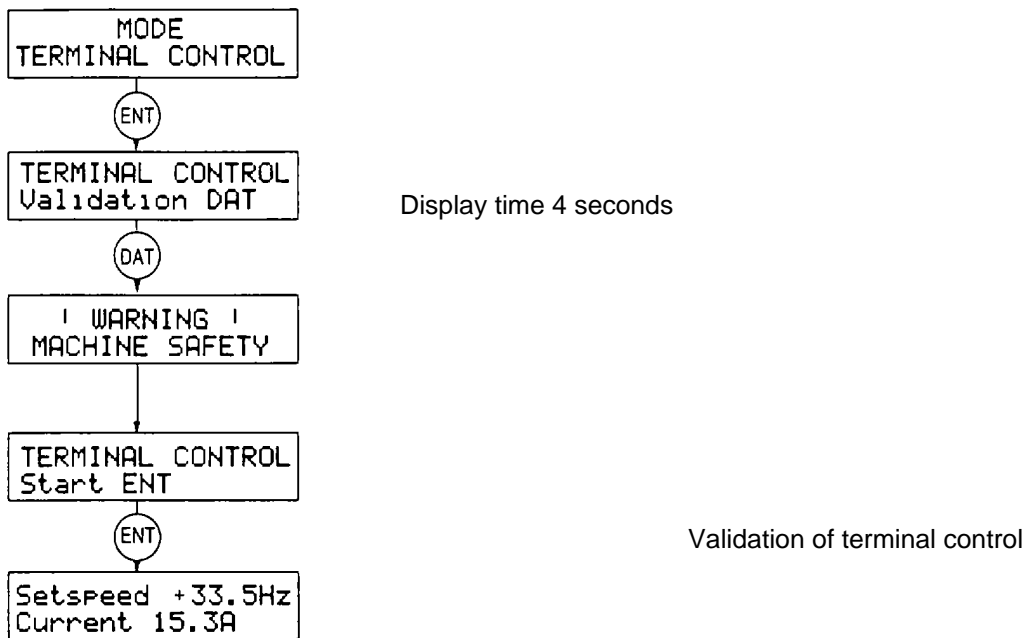 MODE
TERMINAL CONTROL
ENT
TERMINAL CONTROL
Validation DAT
Display time 4 seconds
DAT
! WARNING !
MACHINE SAFETY
TERMINAL CONTROL
Start ENT
ENT
Validation of terminal control
Setspeed +33.5Hz
Current 15.3A